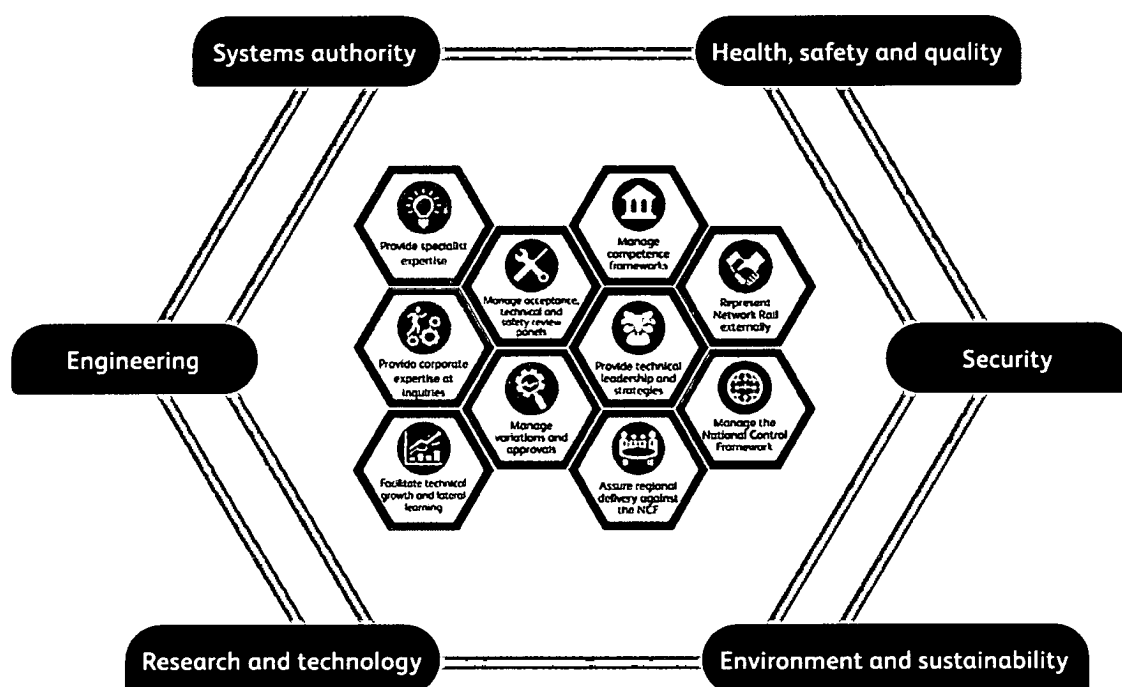 Systems authority
Health, safety and quality
Provide specialist
expertise
Manage
competence
frameworks
Manage acceptance,
technical and
safety review
panels
Represent
Network Rail
externally
Engineering
Security
Provide corporate
expertise at
inquiries
Provide technical
leadership and
strategies
Manage
variations and
approvals
Manage the
National Control
Framework
Facilitate technical
growth and lateral
learning
Assure regional
delivery against
the NCF
Research and technology
Environment and sustainability